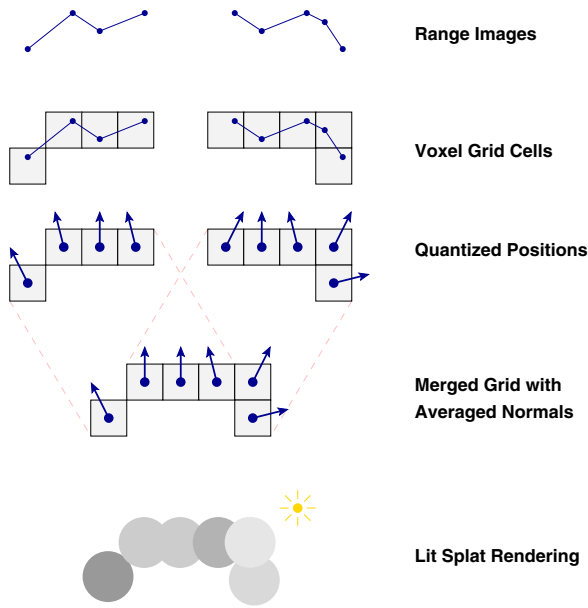 Range Images
Voxel Grid Cells
Quantized Positions
Merged Grid with
Averaged Normals
Lit Splat Rendering